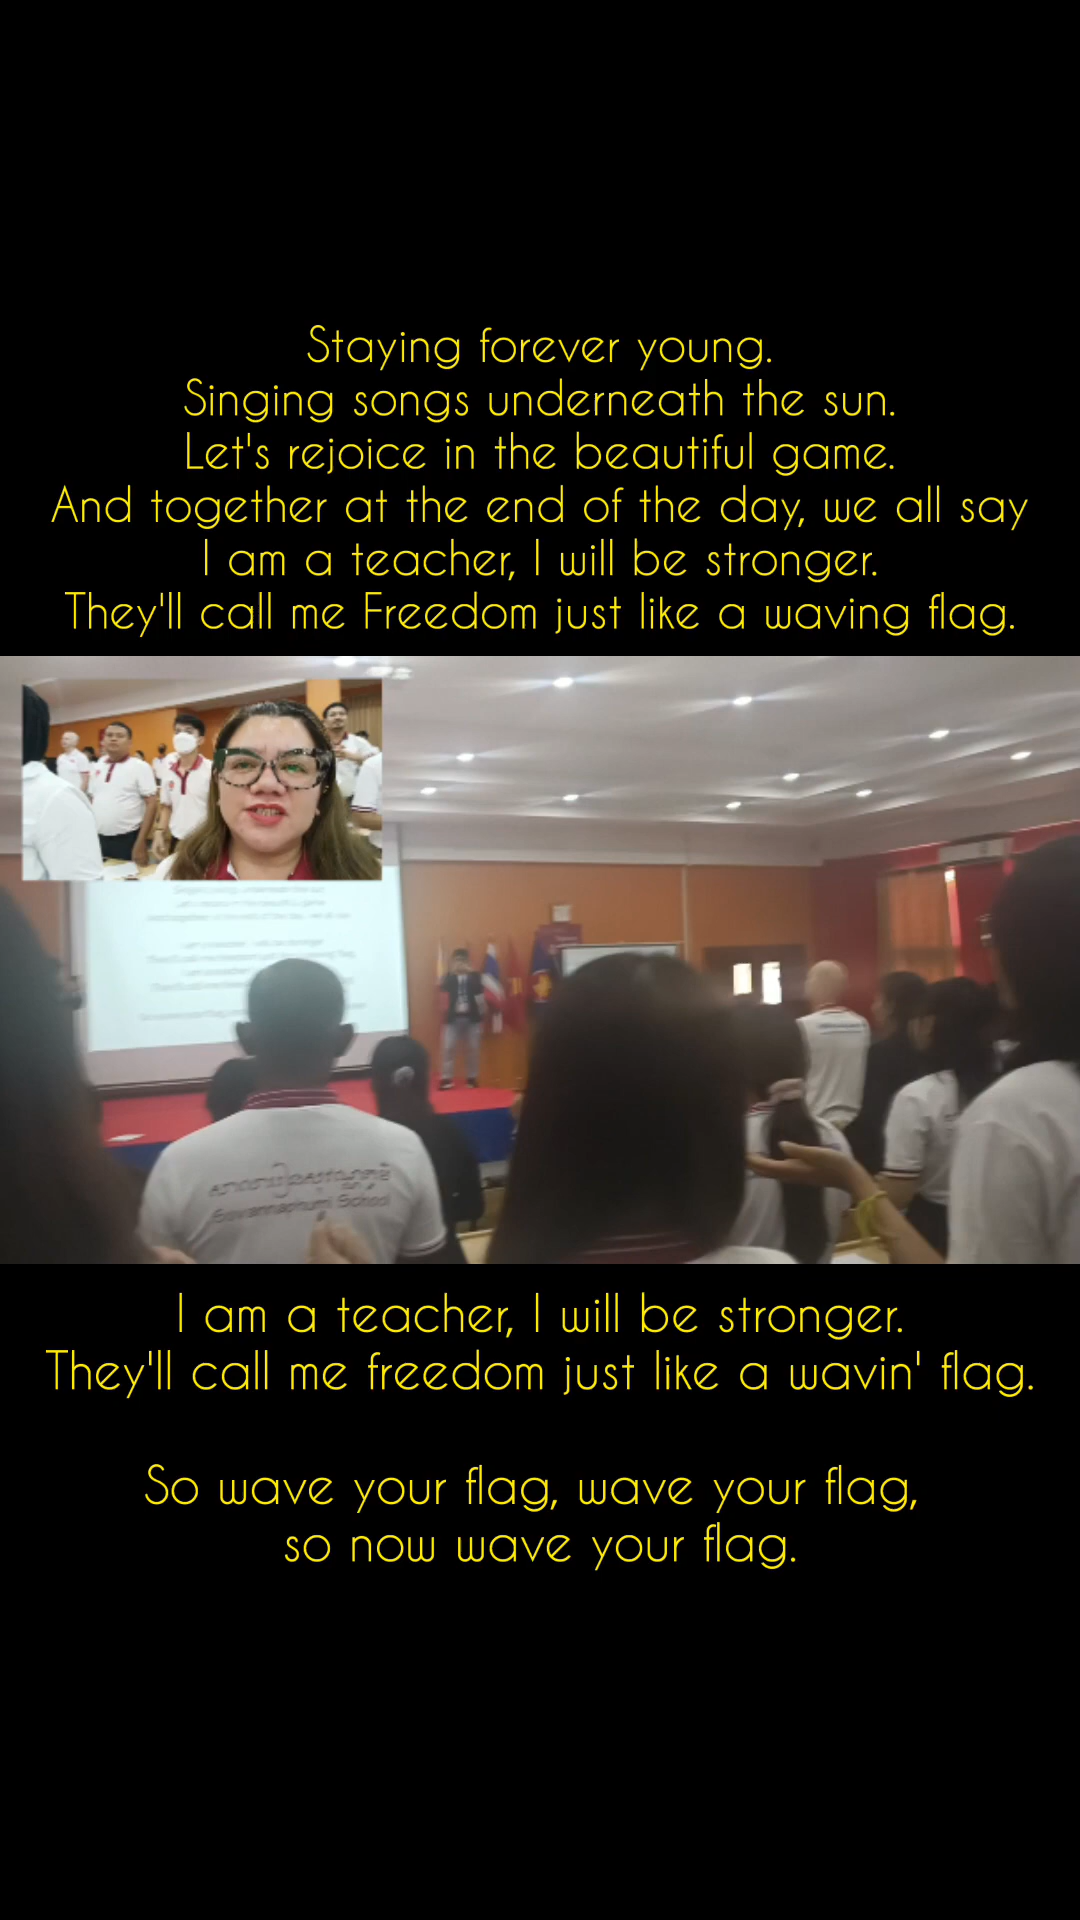 Staying forever young.
Singing songs underneath the sun.
Let's rejoice in the beautiful game.
And together at the end of the day, we all say
I am a teacher, I will be stronger.
They'll call me Freedom just like a waving flag.
Suvannaphumi School
I am a teacher, I will be stronger.
They'll call me freedom just like a wavin' flag.
So wave your flag, wave your flag,
so now wave your flag.